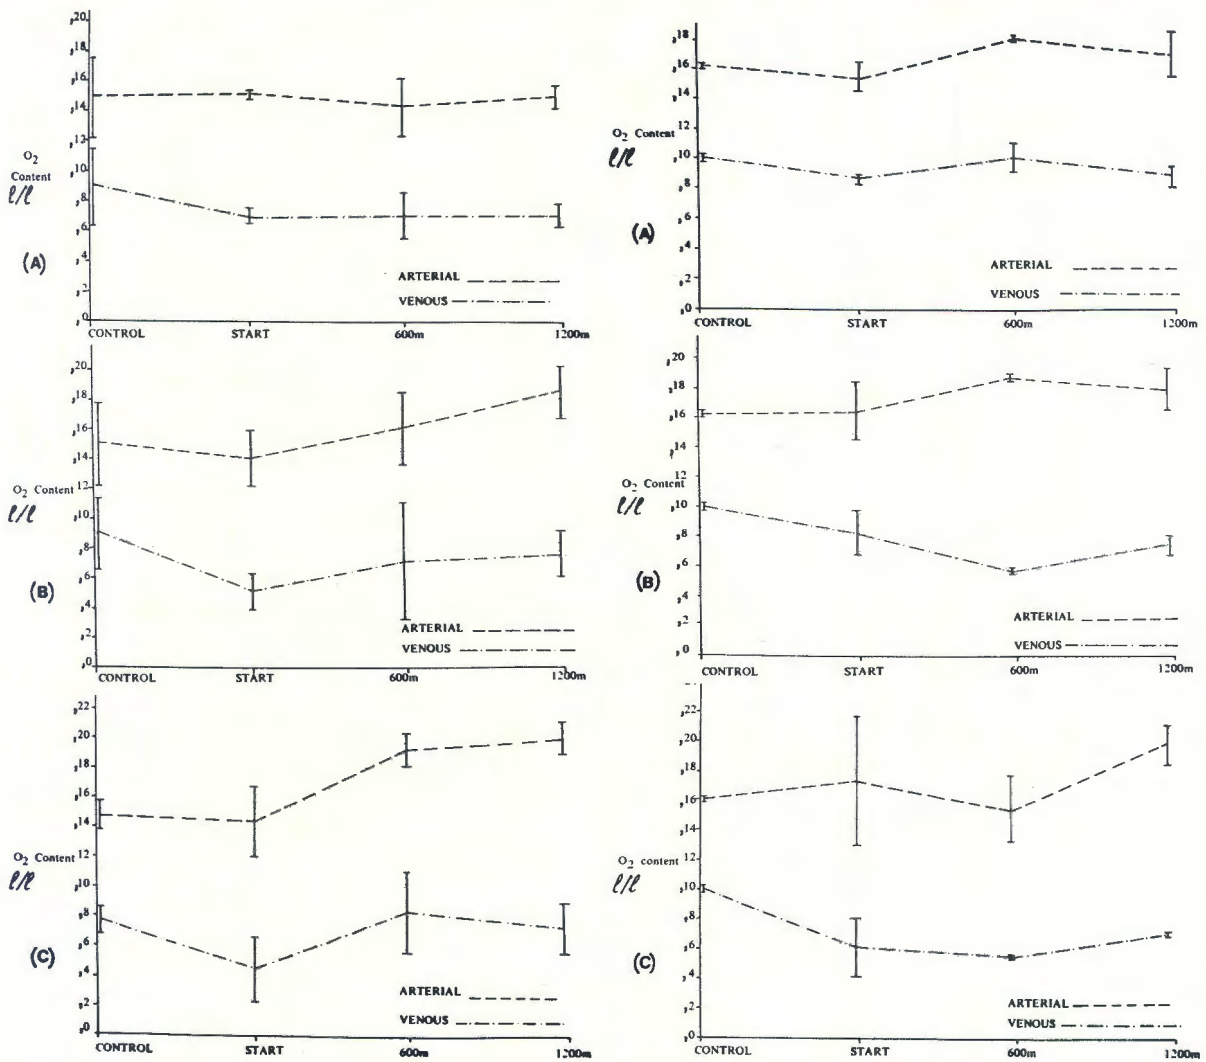 ,20
,18
,16
,14
,12
O₂
Content
ℓ/ℓ
,10
,8
,6
(A)
,4
,2
,0
ARTERIAL
VENOUS
CONTROL START 600m 1200m
,18
,16
,14
,12
O₂ Content
ℓ/ℓ
,10
,8
,6
(A)
,4
,2
,0
ARTERIAL
VENOUS
CONTROL START 600m 1200m
,20
,18
,16
,14
12
O₂ Content
ℓ/ℓ
,10
,8
,6
(B)
,4
,2
,0
ARTERIAL
VENOUS
CONTROL START 600m 1200m
,20
,18
,16
,14
,12
O₂ Content
ℓ/ℓ
,10
,8
,6
(B)
,4
,2
,0
ARTERIAL
VENOUS
CONTROL START 600m 1200m
,22
,20
,18
,16
,14
,12
O₂ Content
ℓ/ℓ
,10
,8
,6
(C)
,4
,2
,0
ARTERIAL
VENOUS
CONTROL START 600m 1200m
,22
,20
,18
,16
,14
,12
O₂ content
ℓ/ℓ
,10
,8
,6
(C)
,4
,2
,0
ARTERIAL
VENOUS
CONTROL START 600m 1200m